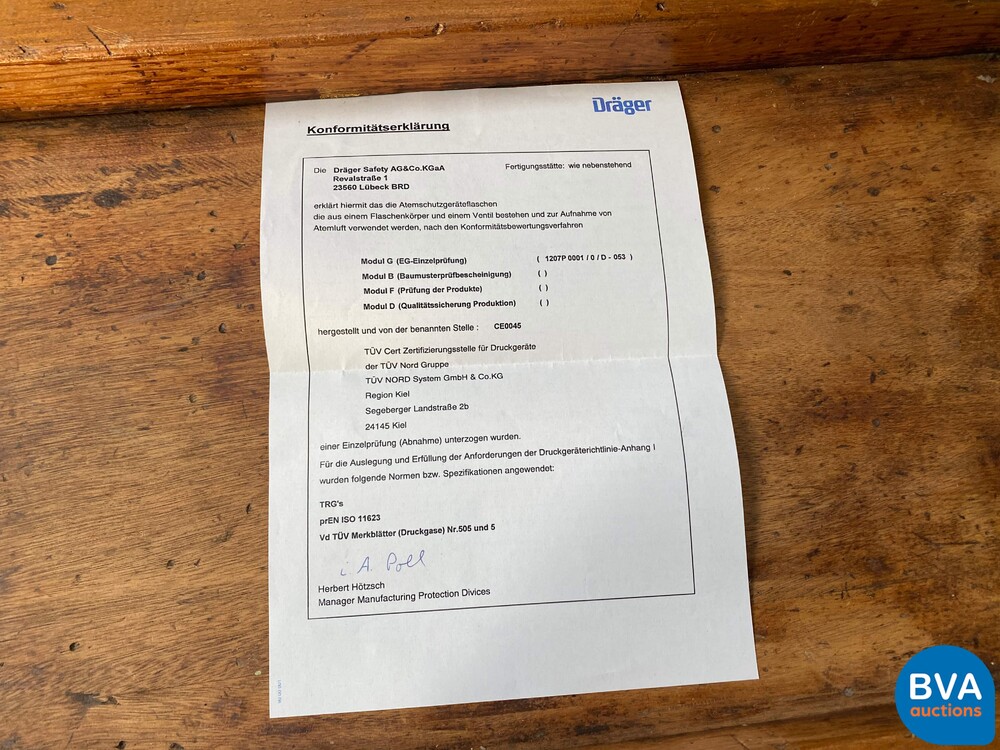 Dräger
Konformitätserklärung
Die Dräger Safety AG&Co.KGaA Fertigungsstätte: wie nebenstehend
Revalstraße 1
23560 Lübeck BRD
erklärt hiermit das die Atemschutzgeräteflaschen
die aus einem Flaschenkörper und einem Ventil bestehen und zur Aufnahme von
Atemluft verwendet werden, nach den Konformitätsbewertungsverfahren
Modul G (EG-Einzelprüfung) ( 1207P 0001 / 0 / D - 053 )
Modul B (Baumusterprüfbescheinigung) ( )
Modul F (Prüfung der Produkte) ( )
Modul D (Qualitätssicherung Produktion) ( )
hergestellt und von der benannten Stelle : CE0045
TÜV Cert Zertifizierungsstelle für Druckgeräte
der TÜV Nord Gruppe
TÜV NORD System GmbH & Co.KG
Region Kiel
Segeberger Landstraße 2b
24145 Kiel
einer Einzelprüfung (Abnahme) unterzogen wurden.
Für die Auslegung und Erfüllung der Anforderungen der Druckgeräterichtlinie-Anhang I
wurden folgende Normen bzw. Spezifikationen angewendet:
TRG's
prEN ISO 11623
Vd TÜV Merkblätter (Druckgase) Nr.505 und 5
i. A. Poll
Herbert Hötzsch
Manager Manufacturing Protection Divices
BVA
auctions